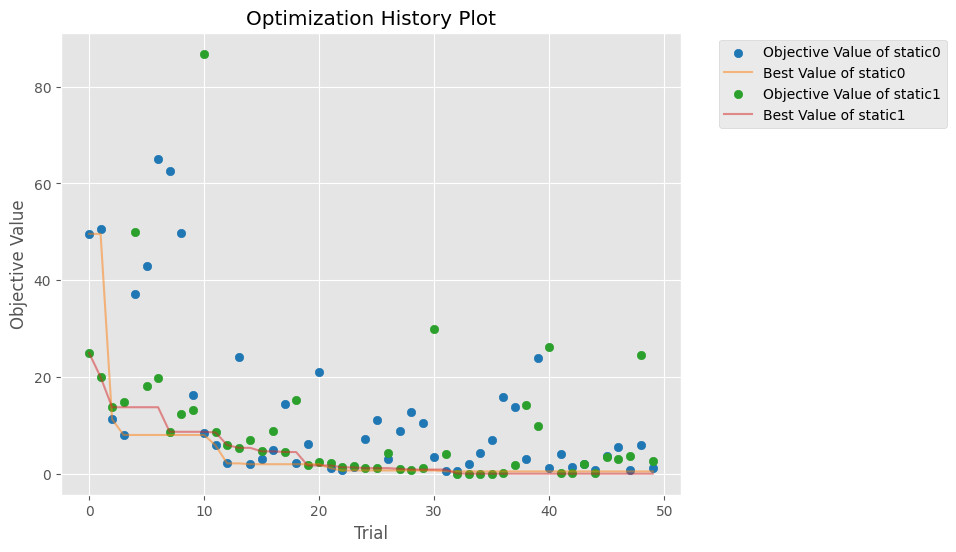 Optimization History Plot
Objective Value of static0
Best Value of static0
Objective Value of static1
Best Value of static1
Objective Value
80
60
40
20
0
0 10 20 30 40 50
Trial